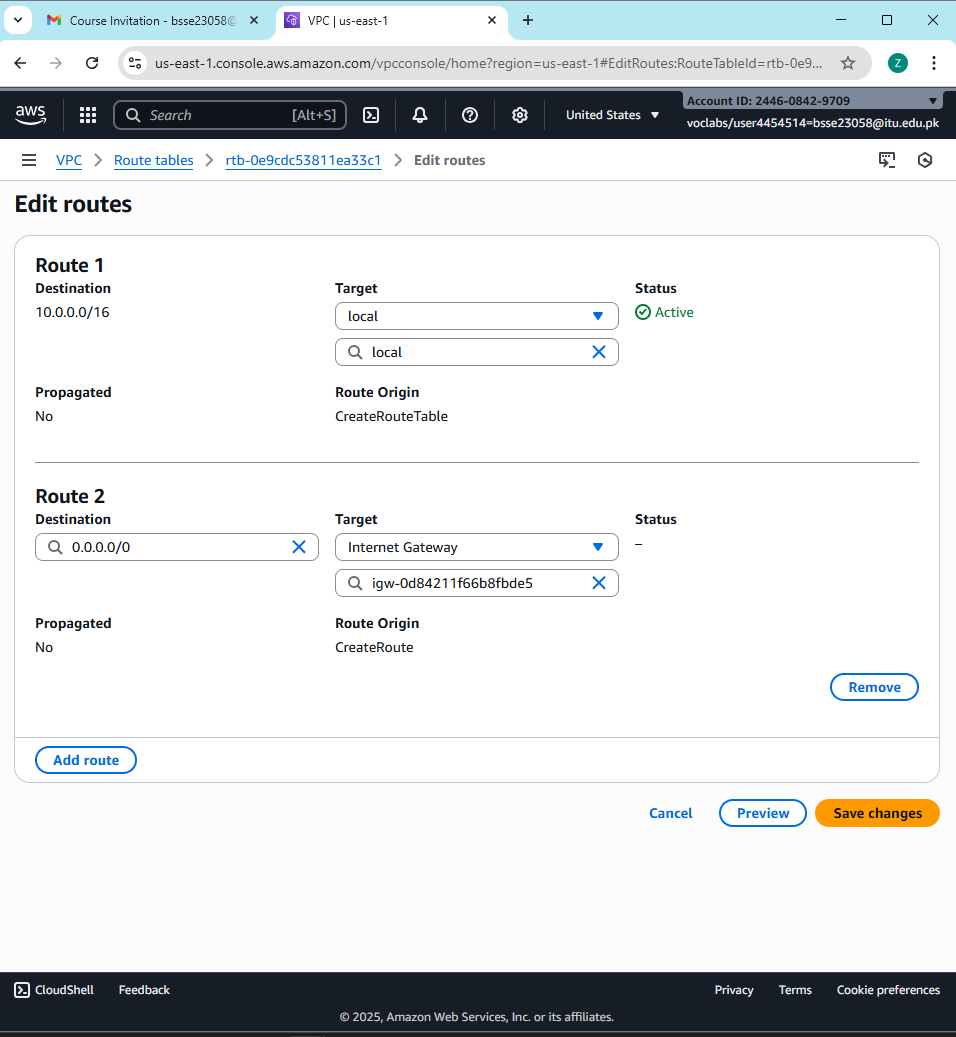 Course Invitation - bsse23058@
VPC | us-east-1
us-east-1.console.aws.amazon.com/vpcconsole/home?region=us-east-1#EditRoutes:RouteTableId=rtb-0e9...
Z
aws
Search
[Alt+S]
United States
Account ID: 2446-0842-9709
voclabs/user4454514=bsse23058@itu.edu.pk
VPC > Route tables > rtb-0e9cdc53811ea33c1 > Edit routes
Edit routes
Route 1
Destination
10.0.0.0/16
Target
local
local
Status
Active
Propagated
No
Route Origin
CreateRouteTable
Route 2
Destination
0.0.0.0/0
Target
Internet Gateway
igw-0d84211f66b8fbde5
Status
–
Propagated
No
Route Origin
CreateRoute
Remove
Add route
Cancel
Preview
Save changes
CloudShell
Feedback
Privacy
Terms
Cookie preferences
© 2025, Amazon Web Services, Inc. or its affiliates.